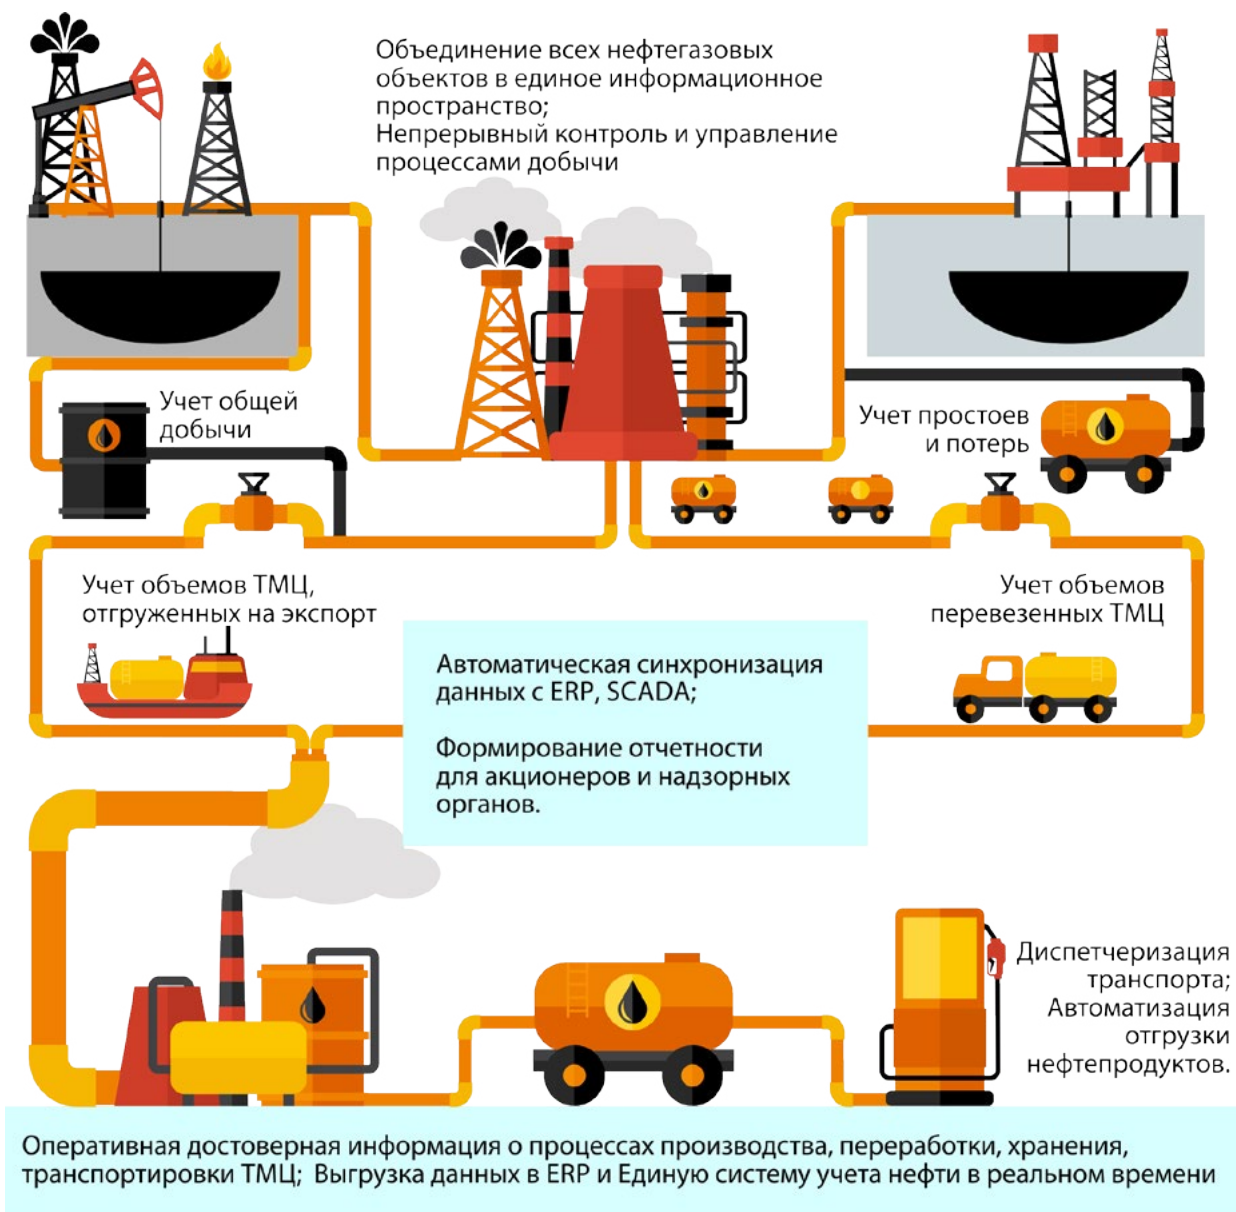 Объединение всех нефтегазовых
объектов в единое информационное
пространство;
Непрерывный контроль и управление
процессами добычи
Учет общей
добычи
Учет простоев
и потерь
Учет объемов ТМЦ,
отгруженных на экспорт
Учет объемов
перевезенных ТМЦ
Автоматическая синхронизация
данных с ERP, SCADA;
Формирование отчетности
для акционеров и надзорных
органов.
Диспетчеризация
транспорта;
Автоматизация
отгрузки
нефтепродуктов.
Оперативная достоверная информация о процессах производства, переработки, хранения,
транспортировки ТМЦ; Выгрузка данных в ERP и Единую систему учета нефти в реальном времени